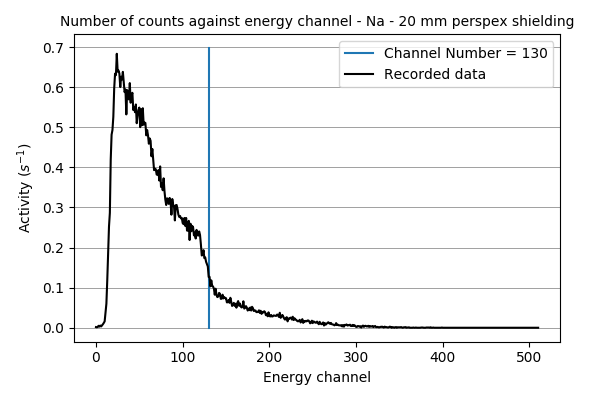 Number of counts against energy channel - Na - 20 mm perspex shielding
Channel Number = 130
Recorded data
Activity (s⁻¹)
0.7
0.6
0.5
0.4
0.3
0.2
0.1
0.0
0 100 200 300 400 500
Energy channel